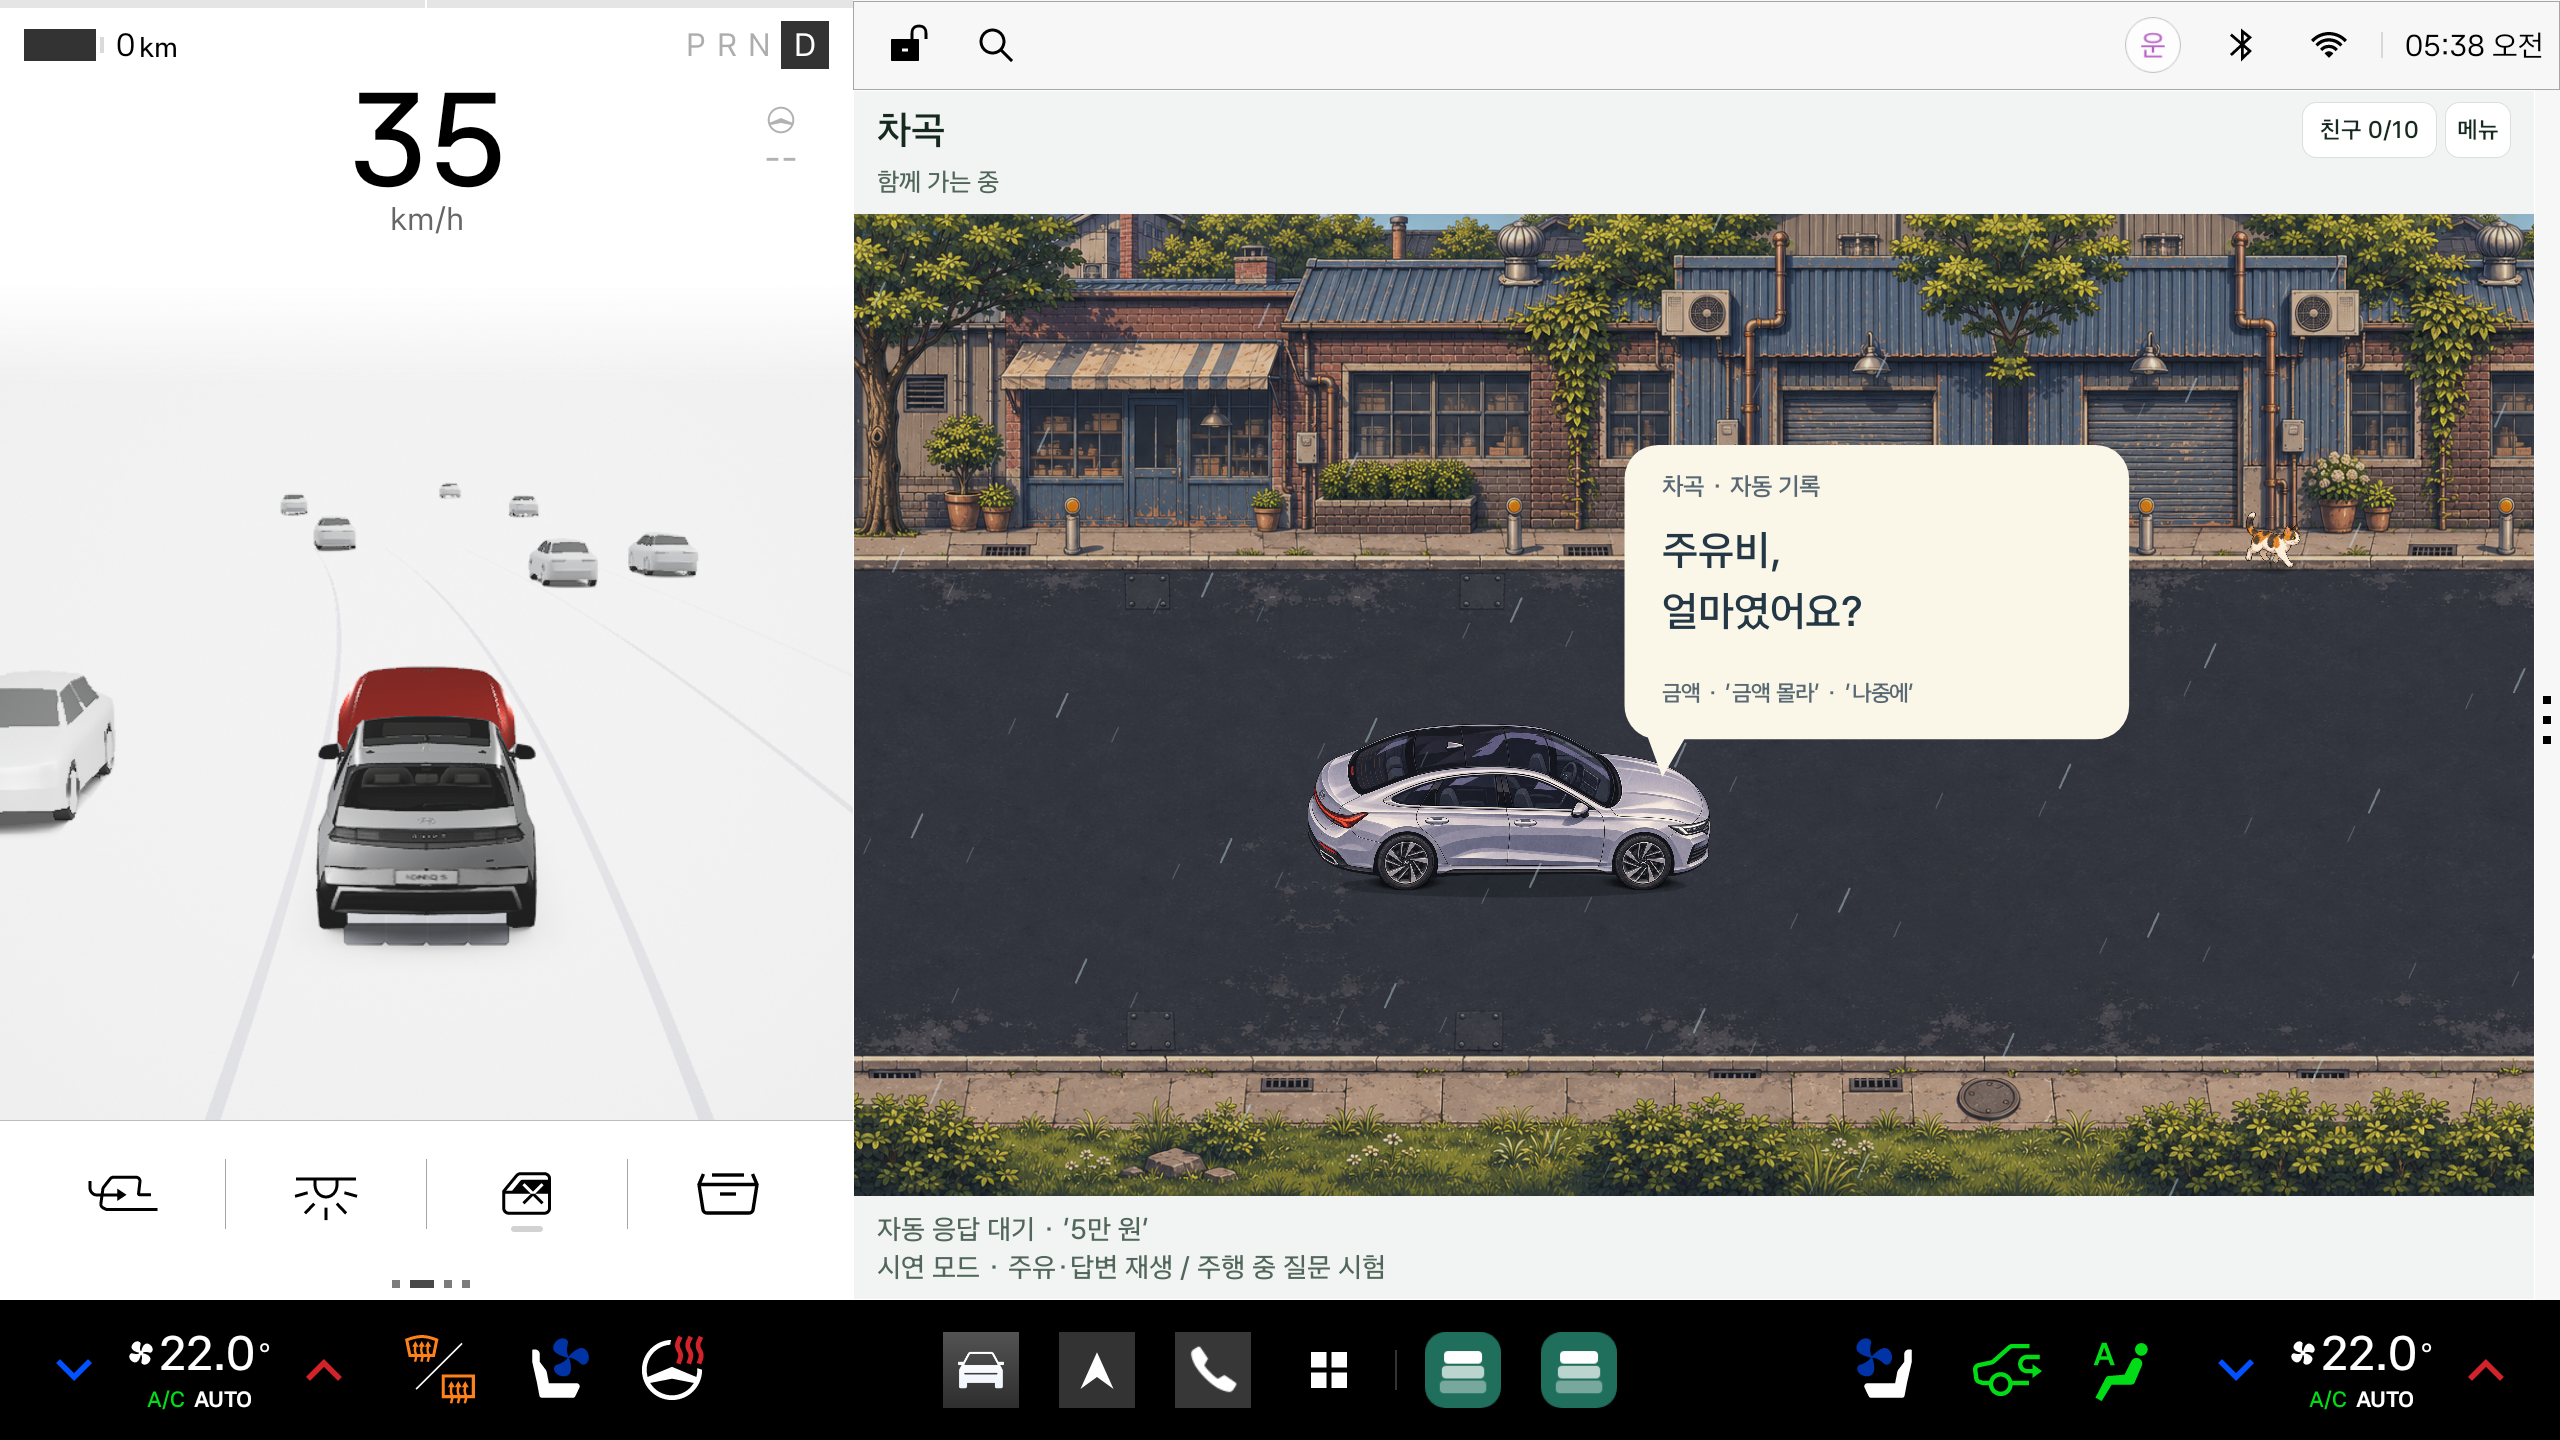 0 km
P R N D
35
km/h
--
운
05:38 오전
차곡
친구 0/10
메뉴
함께 가는 중
차곡 · 자동 기록
주유비,
얼마였어요?
금액 · '금액 몰라' · '나중에'
IONIQ 5
자동 응답 대기 · '5만 원'
시연 모드 · 주유·답변 재생 / 주행 중 질문 시험
22.0°
A/C AUTO
A
22.0°
A/C AUTO